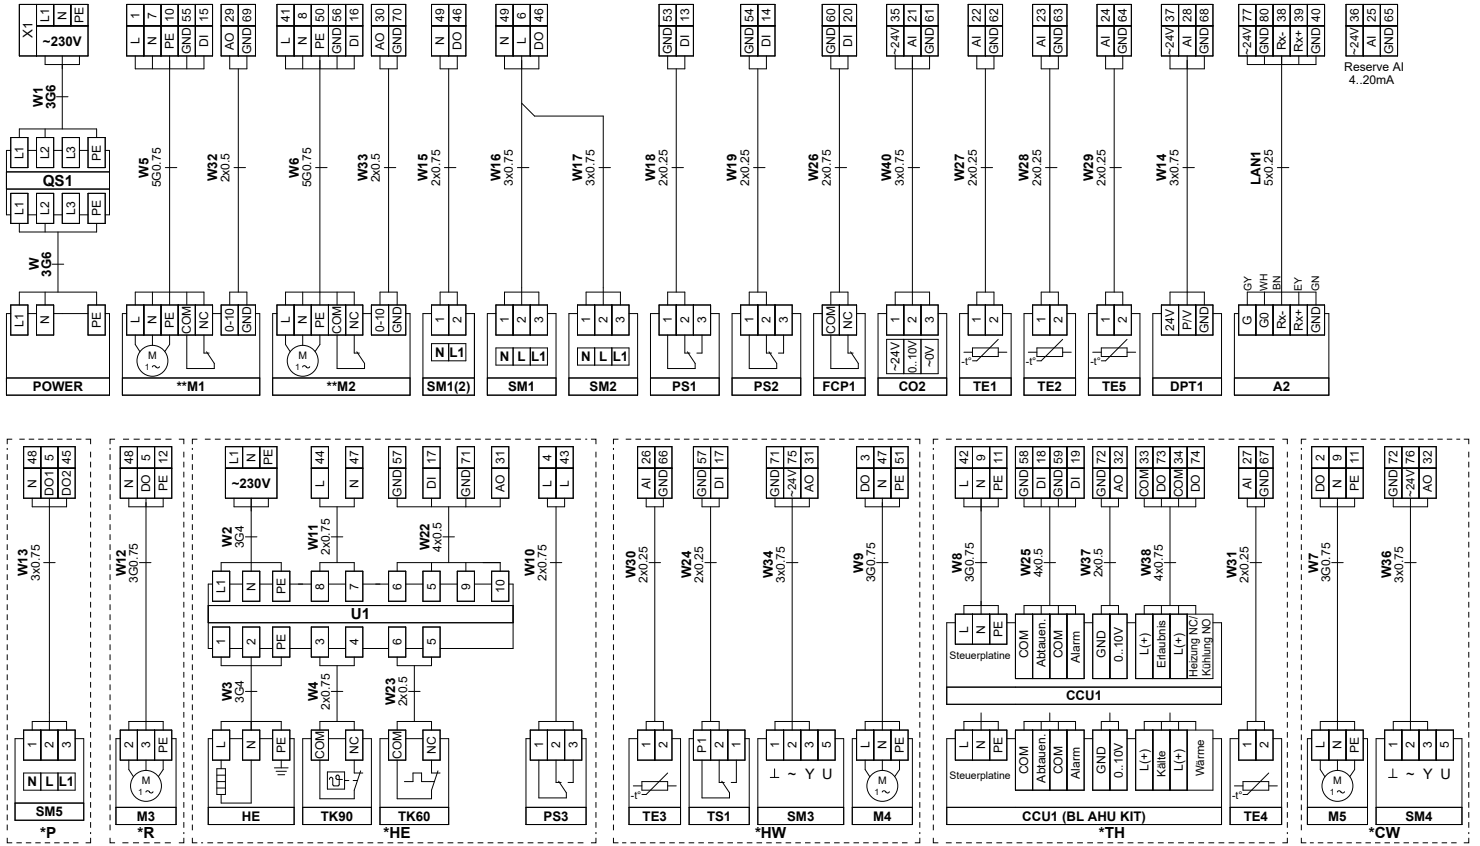 X1 L1 N PE
~230V
1 7 10 55 15
L N PE GND DI
29 69
AO GND
41 8 50 56 16
L N PE GND DI
30 70
AO GND
49 46
N DO
49 6 46
N L DO
53 13
GND DI
54 14
GND DI
60 20
GND DI
35 21 61
~24V AI GND
22 62
AI GND
23 63
AI GND
24 64
AI GND
37 28 68
~24V AI GND
77 80 38 39 40
~24V GND Rx- Rx+ GND
36 25 65
~24V AI GND
Reserve AI
4..20mA
W1
3G6
W5
5G0.75
W32
2x0.5
W6
5G0.75
W33
2x0.5
W15
2x0.75
W16
3x0.75
W17
3x0.75
W18
2x0.25
W19
2x0.25
W26
2x0.75
W40
3x0.75
W27
2x0.25
W28
2x0.25
W29
2x0.25
W14
3x0.75
LAN1
5x0.25
L1 L2 L3 PE
QS1
L1 L2 L3 PE
W
3G6
L1 N PE
POWER
L N PE COM NC
0-10 GND
M
1~
**M1
L N PE COM NC
0-10 GND
M
1~
**M2
1 2
N L1
SM1(2)
1 2 3
N L L1
SM1
1 2 3
N L L1
SM2
1 2 3
PS1
1 2 3
PS2
COM NC
FCP1
1 2 3
~24V 0..10V ~0V
CO2
1 2
-t°
TE1
1 2
-t°
TE2
1 2
-t°
TE5
24V P/V GND
DPT1
GY WH BN EY GN
G G0 Rx- Rx+ GND
A2
48 5 45
N DO1 DO2
W13
3x0.75
1 2 3
N L L1
SM5
*P
48 5 12
N DO PE
W12
3G0.75
2 3 PE
M
1~
M3
*R
L1 N PE
~230V
44 47
L N
57 17 71 31
GND DI GND AO
4 43
L L
W2
3G4
W11
2x0.75
W22
4x0.5
W10
2x0.75
L1 N PE 8 7 6 5 9 10
U1
1 2 PE 3 4 6 5
W3
3G4
W4
2x0.75
W23
2x0.5
L N PE
HE
COM NC
ϑ
TK90
COM NC
TK60
1 2 3
PS3
*HE
26 66
AI GND
57 17
GND DI
71 75 31
GND ~24V AO
3 47 51
DO N PE
W30
2x0.25
W24
2x0.25
W34
3x0.75
W9
3G0.75
1 2
-t°
TE3
P1 2 1
TS1
1 2 3 5
⊥ ~ Y U
SM3
L N PE
M
1~
M4
*HW
42 9 11
L N PE
58 18 59 19
GND DI GND DI
72 32
GND AO
33 73 34 74
COM DO COM DO
27 67
AI GND
W8
3G0.75
W25
4x0.5
W37
2x0.5
W38
4x0.75
W31
2x0.25
L N PE
Steuerplatine
COM Abtauen. COM Alarm
GND 0..10V
L(+) Erlaubnis L(+) Heizung NC/ Kühlung NO
CCU1
L N PE
Steuerplatine
COM Abtauen. COM Alarm
GND 0..10V
L(+) Kälte L(+) Wärme
CCU1 (BL AHU KIT)
1 2
-t°
TE4
*TH
2 9 11
DO N PE
72 76 32
GND ~24V AO
W7
3G0.75
W36
3x0.75
L N PE
M
1~
M5
1 2 3 5
⊥ ~ Y U
SM4
*CW